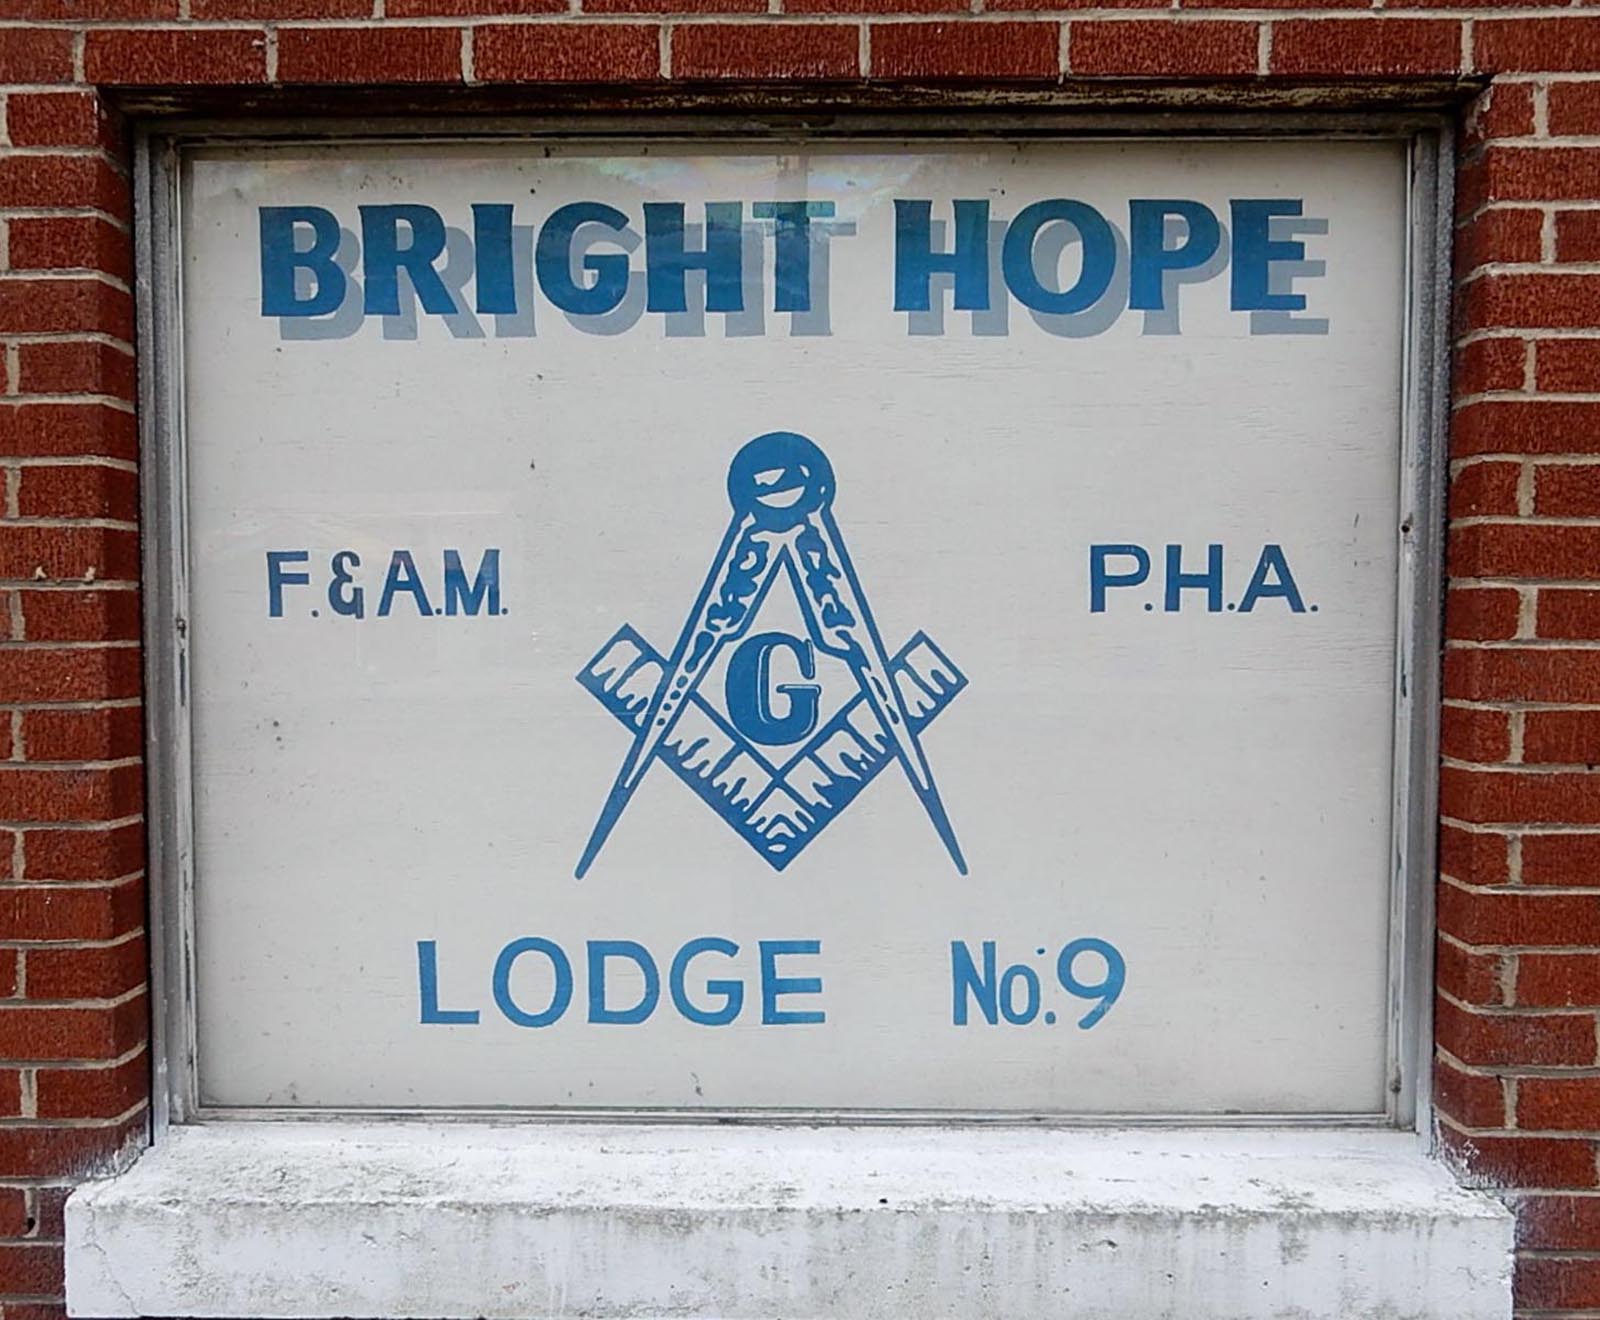 BRIGHT HOPE
F.&A.M. P.H.A.
G
LODGE No.9